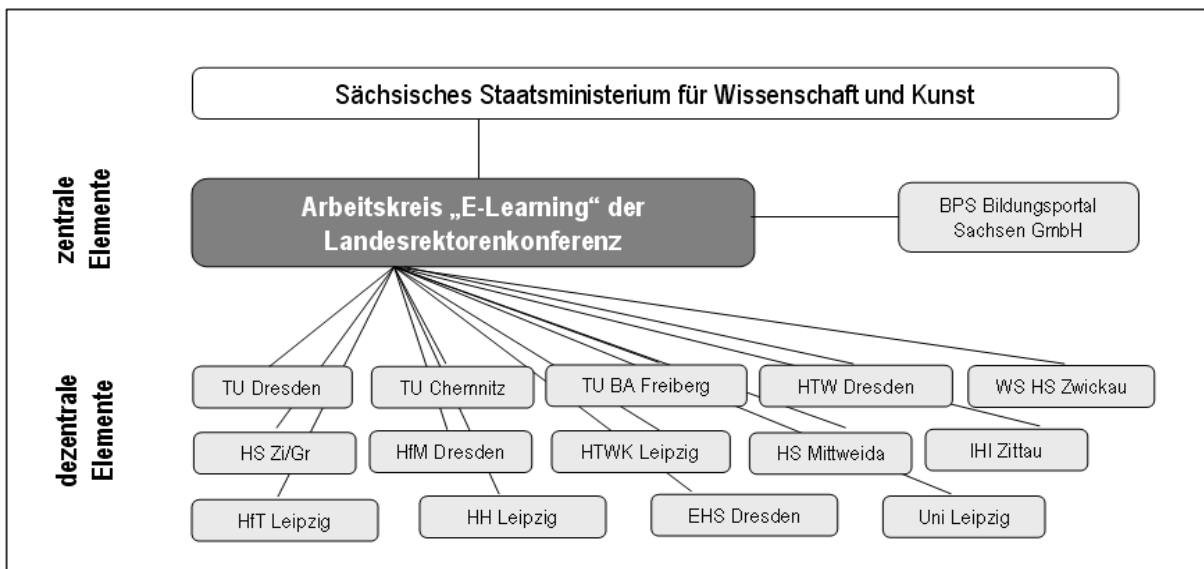 Sächsisches Staatsministerium für Wissenschaft und Kunst
zentrale
Elemente
Arbeitskreis „E-Learning“ der
Landesrektorenkonferenz
BPS Bildungsportal
Sachsen GmbH
dezentrale
Elemente
TU Dresden
TU Chemnitz
TU BA Freiberg
HTW Dresden
WS HS Zwickau
HS Zi/Gr
HfM Dresden
HTWK Leipzig
HS Mittweida
IHI Zittau
HfT Leipzig
HH Leipzig
EHS Dresden
Uni Leipzig